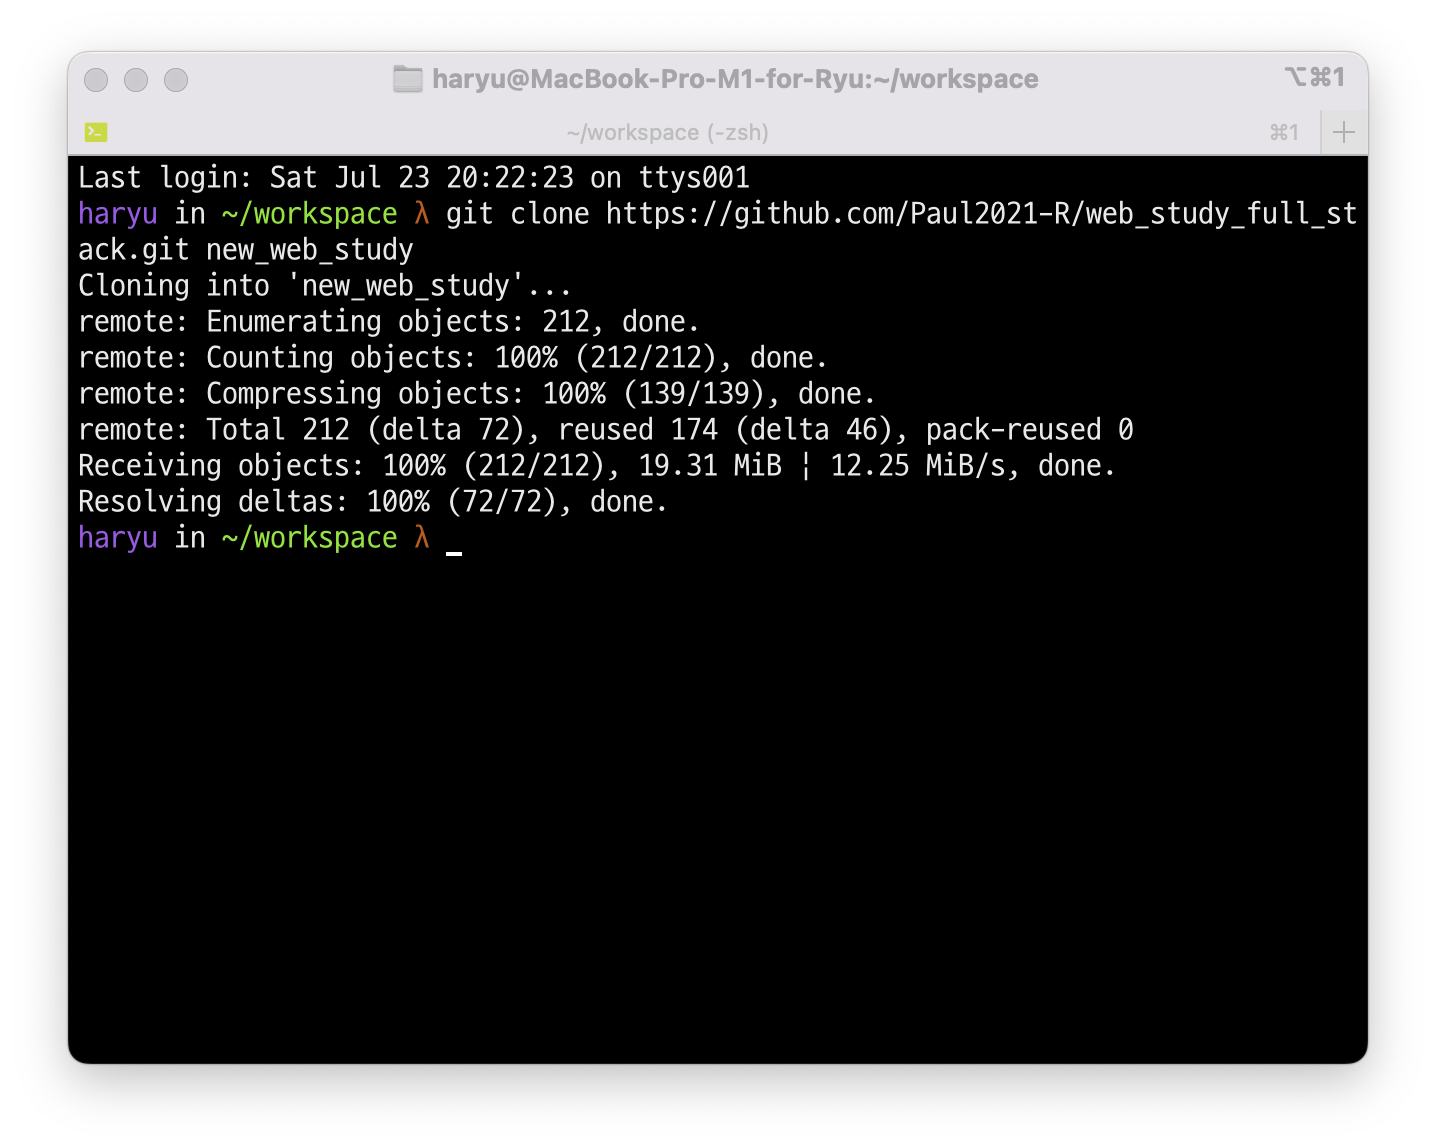 haryu@MacBook-Pro-M1-for-Ryu:~/workspace
⌥⌘1
~/workspace (-zsh)
⌘1
Last login: Sat Jul 23 20:22:23 on ttys001
haryu in ~/workspace λ git clone https://github.com/Paul2021-R/web_study_full_st
ack.git new_web_study
Cloning into 'new_web_study'...
remote: Enumerating objects: 212, done.
remote: Counting objects: 100% (212/212), done.
remote: Compressing objects: 100% (139/139), done.
remote: Total 212 (delta 72), reused 174 (delta 46), pack-reused 0
Receiving objects: 100% (212/212), 19.31 MiB | 12.25 MiB/s, done.
Resolving deltas: 100% (72/72), done.
haryu in ~/workspace λ _